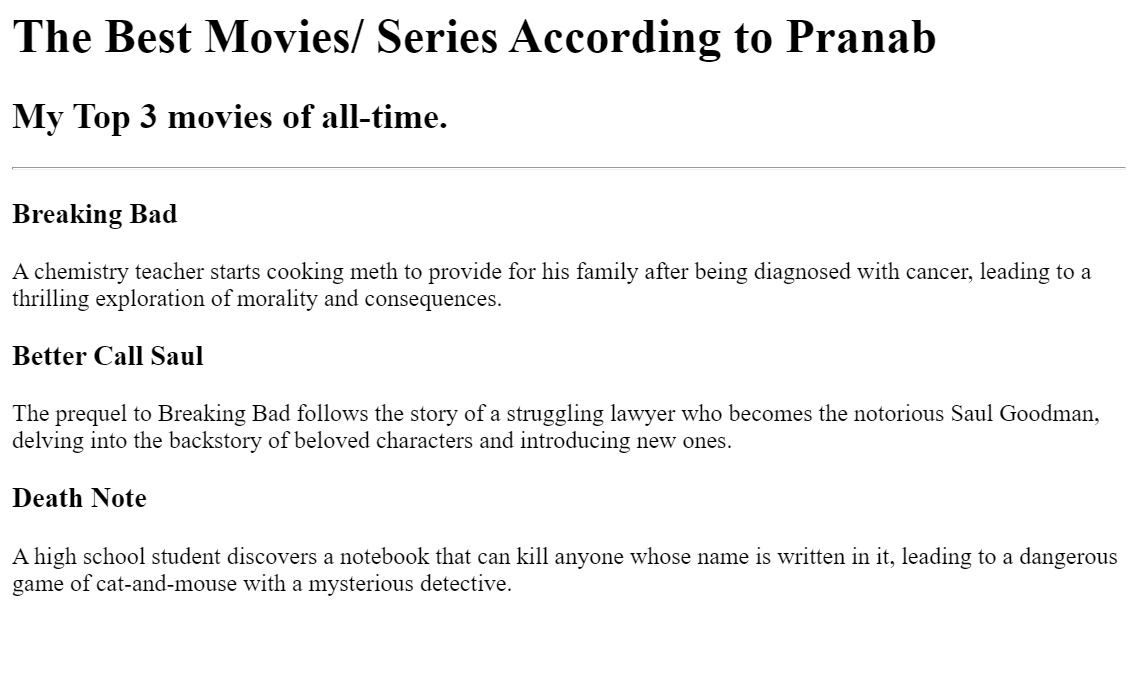 The Best Movies/ Series According to Pranab
My Top 3 movies of all-time.
Breaking Bad
A chemistry teacher starts cooking meth to provide for his family after being diagnosed with cancer, leading to a
thrilling exploration of morality and consequences.
Better Call Saul
The prequel to Breaking Bad follows the story of a struggling lawyer who becomes the notorious Saul Goodman,
delving into the backstory of beloved characters and introducing new ones.
Death Note
A high school student discovers a notebook that can kill anyone whose name is written in it, leading to a dangerous
game of cat-and-mouse with a mysterious detective.